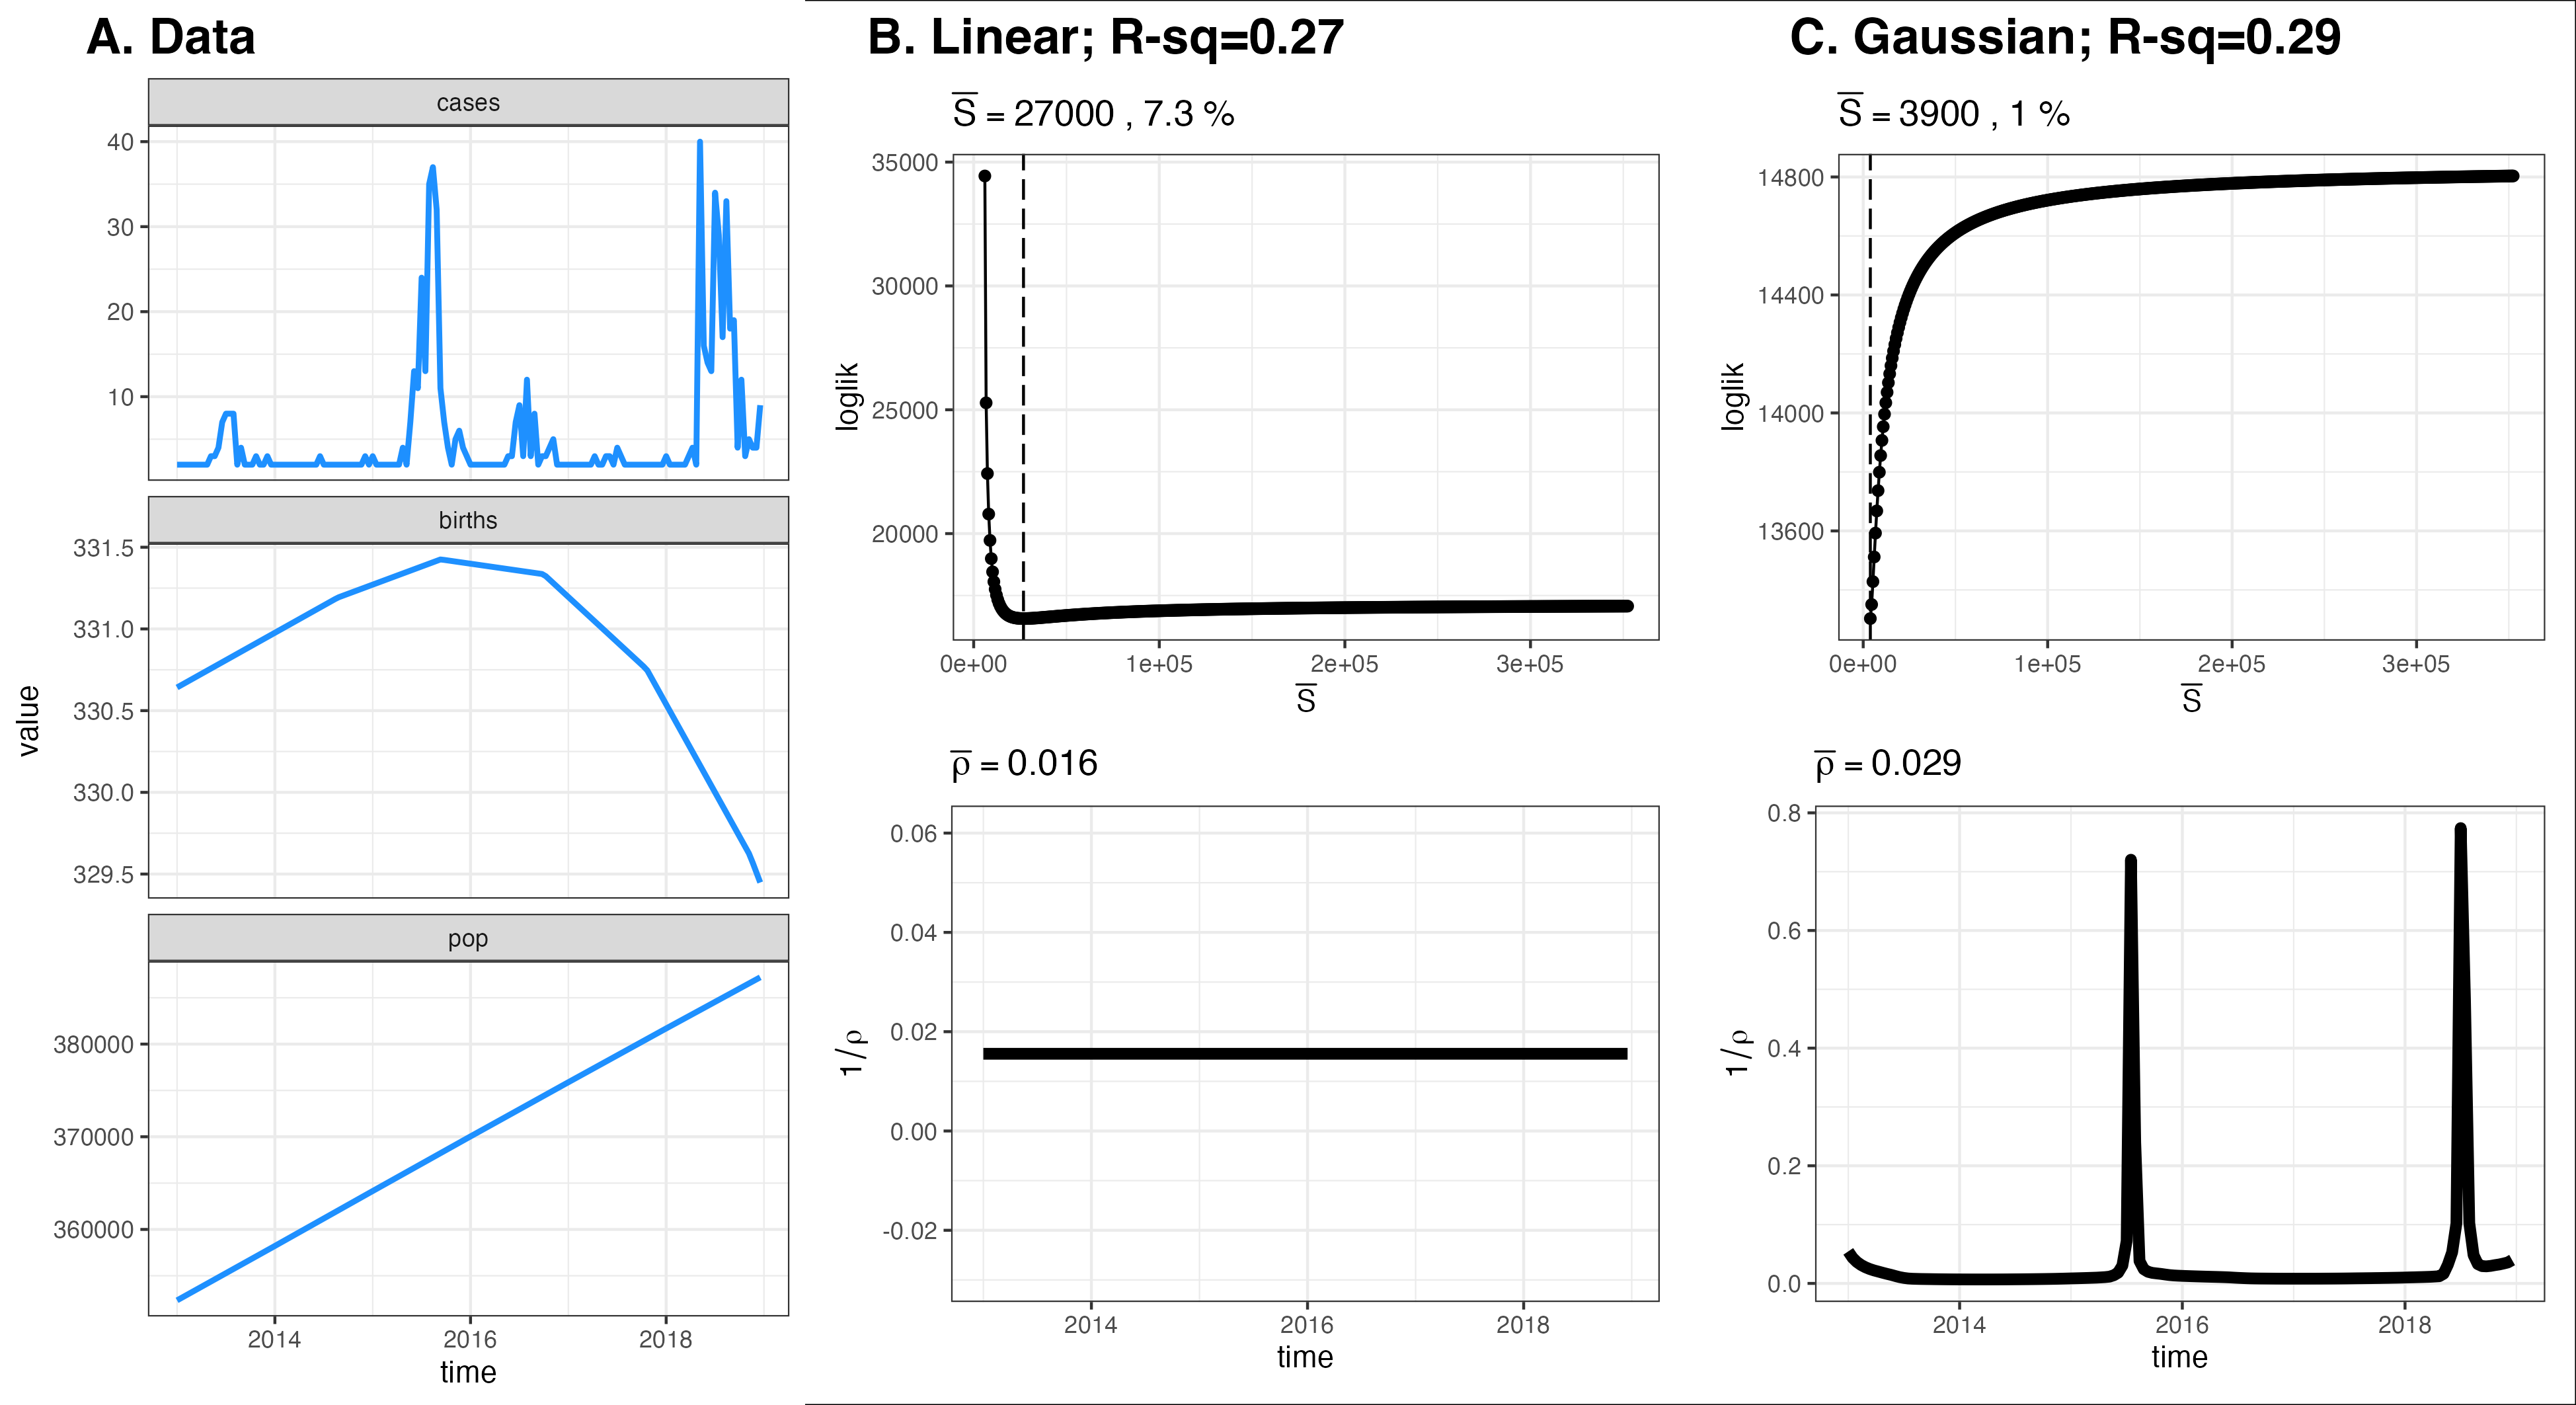 A. Data
cases
40
30
20
10
births
331.5
331.0
330.5
330.0
329.5
pop
380000
370000
360000
2014 2016 2018
time
value
B. Linear; R-sq=0.27
S̅ = 27000 , 7.3 %
35000
30000
25000
20000
loglik
0e+00 1e+05 2e+05 3e+05
S̅
ρ̅ = 0.016
0.06
0.04
0.02
0.00
-0.02
1/ρ
2014 2016 2018
time
C. Gaussian; R-sq=0.29
S̅ = 3900 , 1 %
14800
14400
14000
13600
loglik
0e+00 1e+05 2e+05 3e+05
S̅
ρ̅ = 0.029
0.8
0.6
0.4
0.2
0.0
1/ρ
2014 2016 2018
time